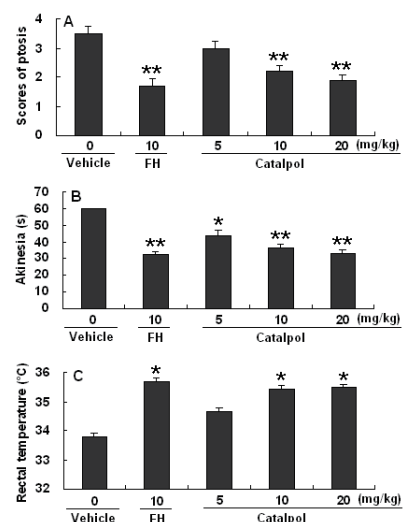 A
Scores of ptosis
4
3
2
1
0
** ** **
0 10 5 10 20 (mg/kg)
Vehicle FH Catalpol
B
Akinesia (s)
70
60
50
40
30
20
10
0
** * ** **
0 10 5 10 20 (mg/kg)
Vehicle FH Catalpol
C
Rectal temperature (°C)
36
35
34
33
32
* * *
0 10 5 10 20 (mg/kg)
Vehicle FH Catalpol